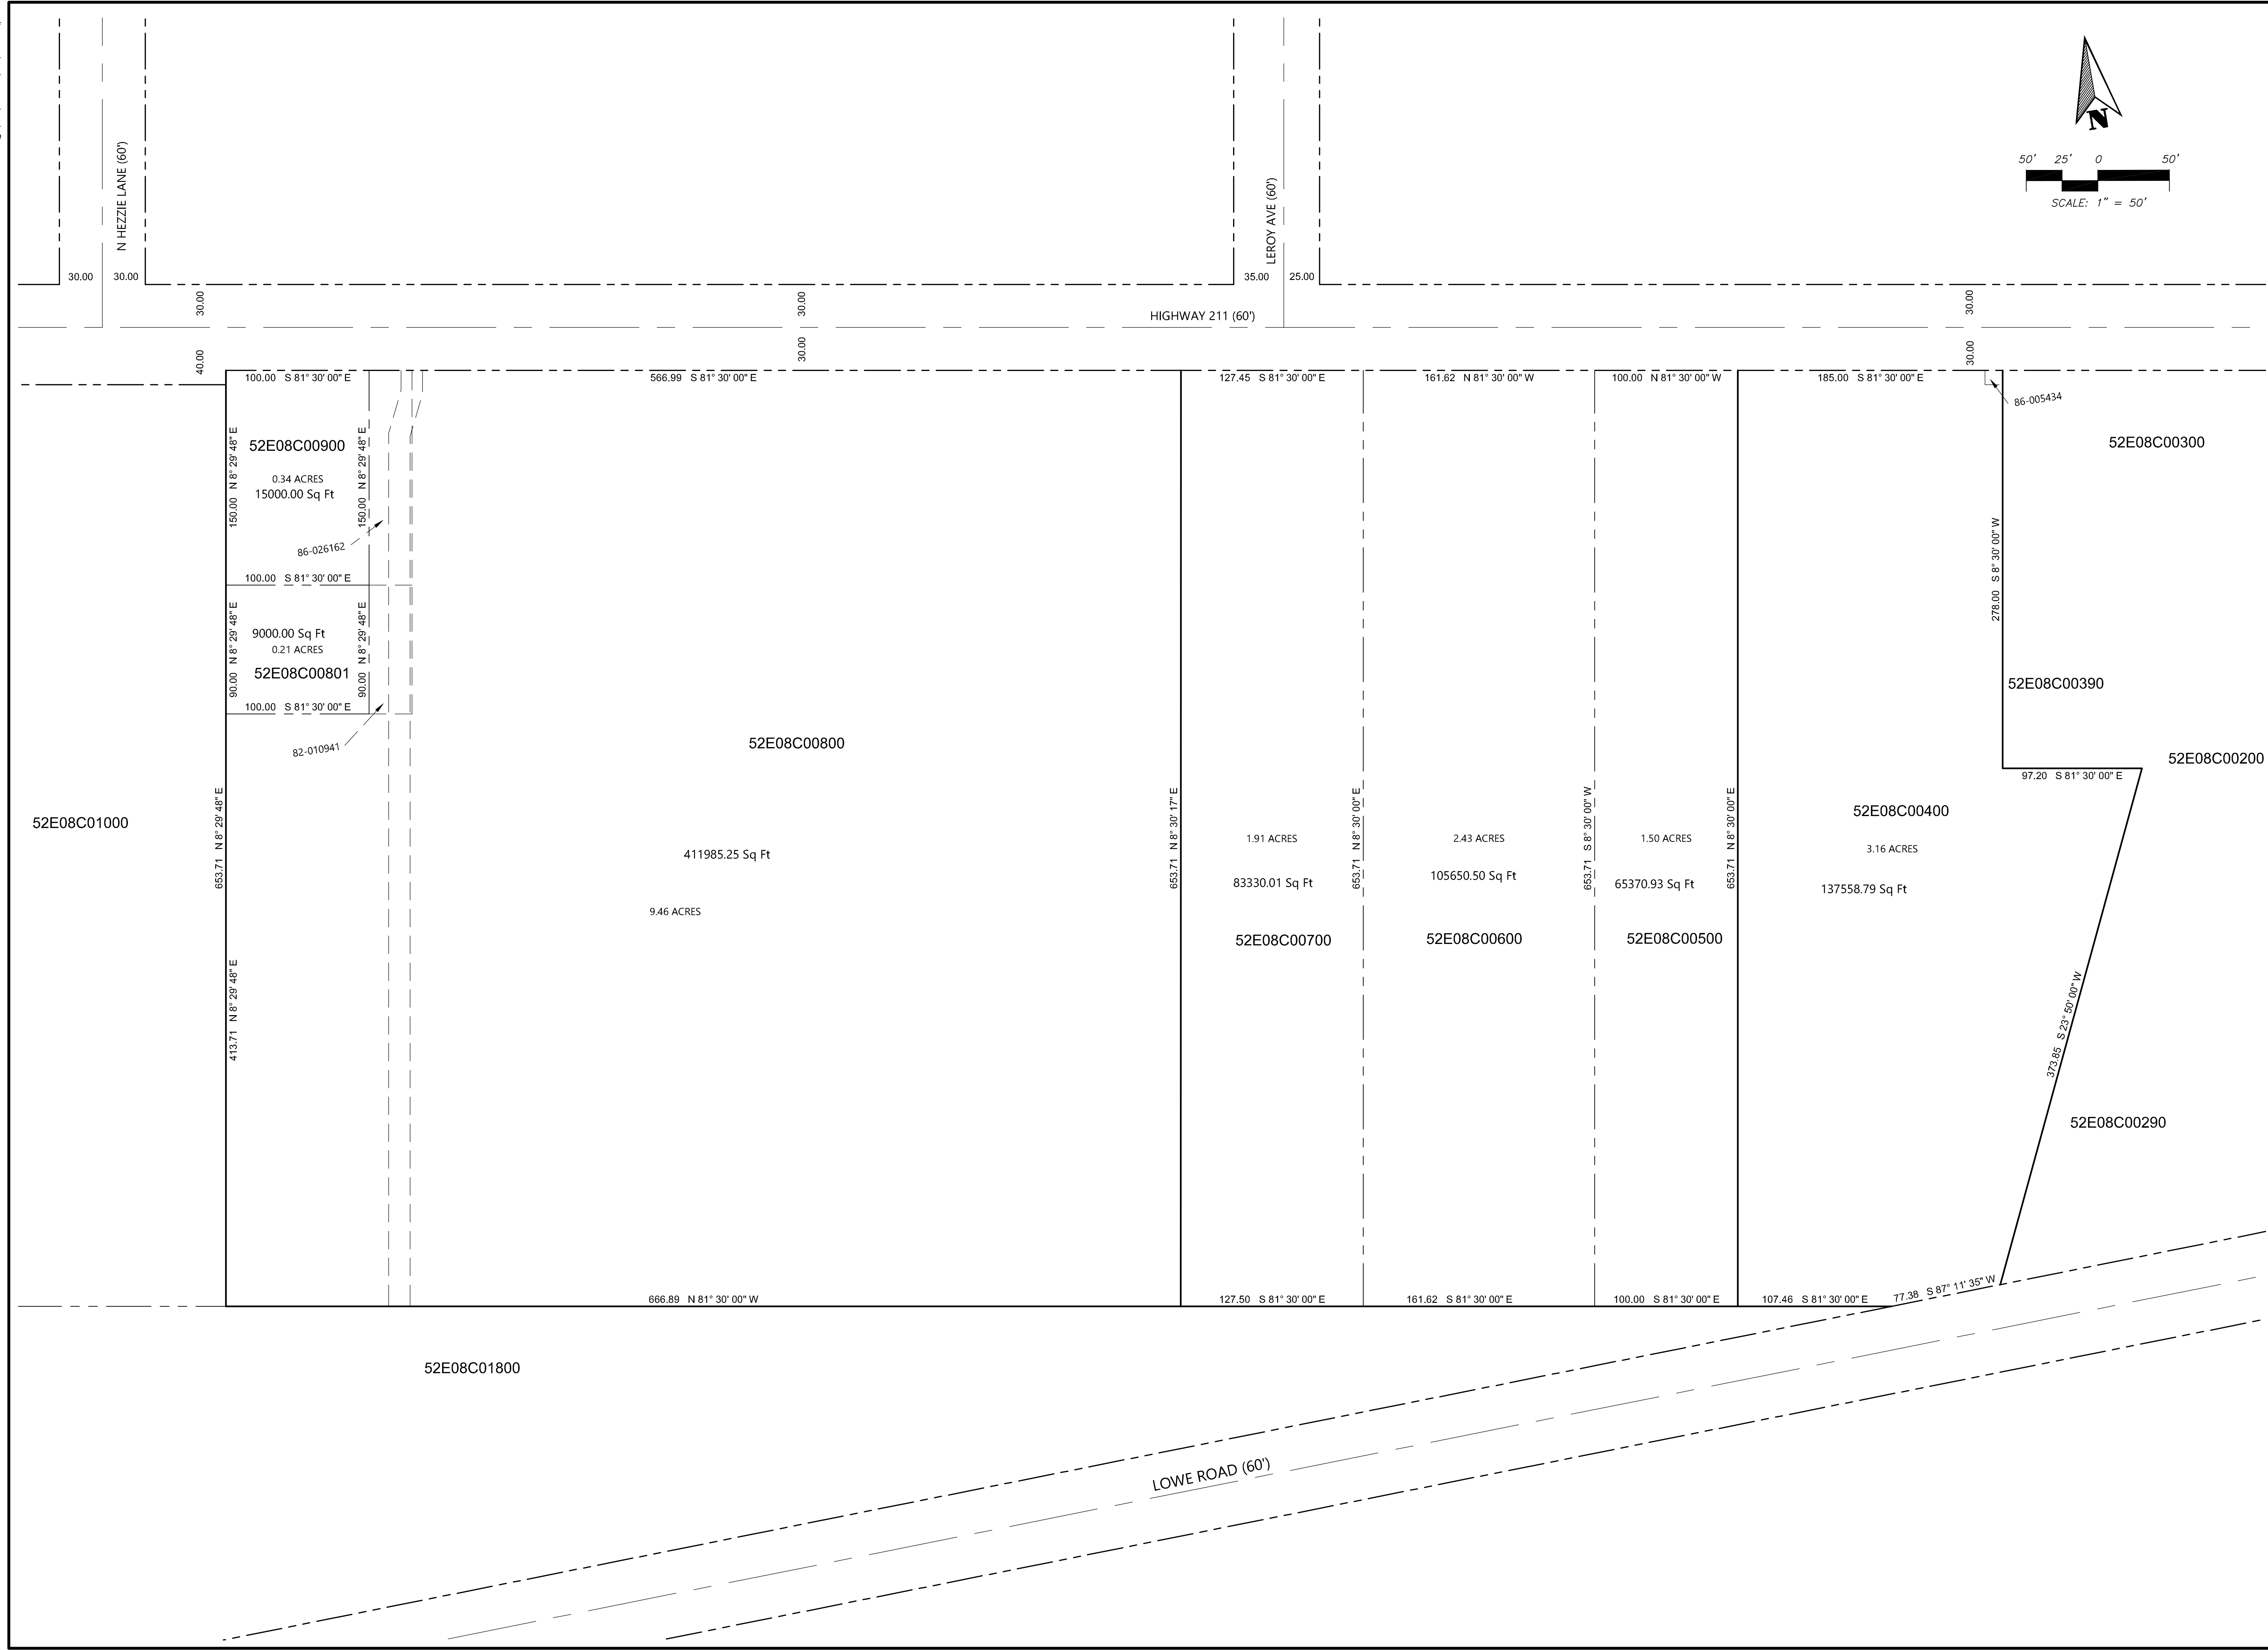 N
50' 25' 0 50'
SCALE: 1" = 50'
N HEZZIE LANE (60')
LEROY AVE (60')
30.00 30.00
35.00 25.00
30.00
30.00
30.00
HIGHWAY 211 (60')
40.00
30.00
30.00
100.00 S 81° 30' 00" E
566.99 S 81° 30' 00" E
127.45 S 81° 30' 00" E
161.62 N 81° 30' 00" W
100.00 N 81° 30' 00" W
185.00 S 81° 30' 00" E
86-005434
52E08C00300
150.00 N 8° 29' 48" E
52E08C00900
0.34 ACRES
15000.00 Sq Ft
150.00 N 8° 29' 48" E
86-026162
100.00 S 81° 30' 00" E
278.00 S 8° 30' 00" W
90.00 N 8° 29' 48" E
9000.00 Sq Ft
0.21 ACRES
52E08C00801
90.00 N 8° 29' 48" E
100.00 S 81° 30' 00" E
82-010941
52E08C00390
52E08C00800
52E08C00200
97.20 S 81° 30' 00" E
52E08C01000
653.71 N 8° 29' 48" E
411985.25 Sq Ft
9.46 ACRES
653.71 N 8° 30' 17" E
1.91 ACRES
83330.01 Sq Ft
52E08C00700
653.71 N 8° 30' 00" E
2.43 ACRES
105650.50 Sq Ft
52E08C00600
653.71 S 8° 30' 00" W
1.50 ACRES
65370.93 Sq Ft
52E08C00500
653.71 N 8° 30' 00" E
52E08C00400
3.16 ACRES
137558.79 Sq Ft
413.71 N 8° 29' 48" E
373.85 S 23° 50' 00" W
52E08C00290
666.89 N 81° 30' 00" W
127.50 S 81° 30' 00" E
161.62 S 81° 30' 00" E
100.00 S 81° 30' 00" E
107.46 S 81° 30' 00" E
77.38 S 87° 11' 35" W
52E08C01800
LOWE ROAD (60')